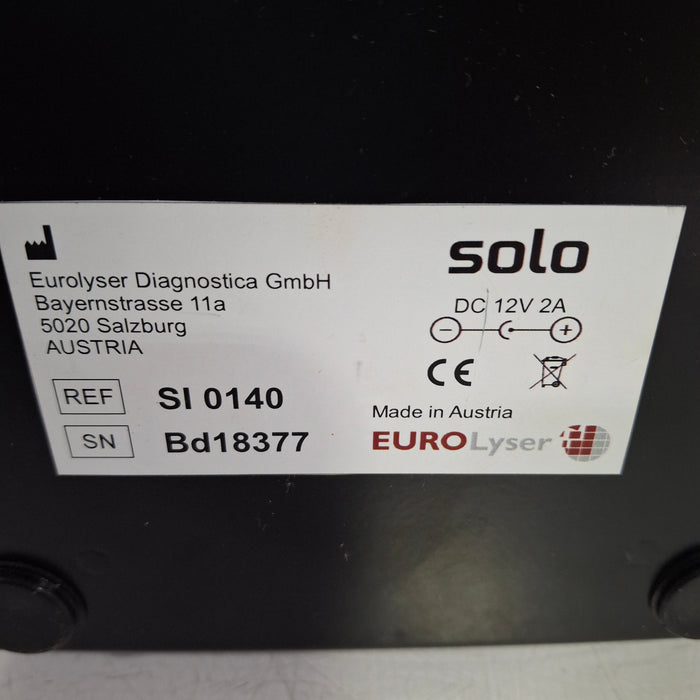 Eurolyser Diagnostica GmbH
Bayernstrasse 11a
5020 Salzburg
AUSTRIA
REF SI 0140
SN Bd18377
solo
DC 12V 2A
CE
Made in Austria
EUROLyser